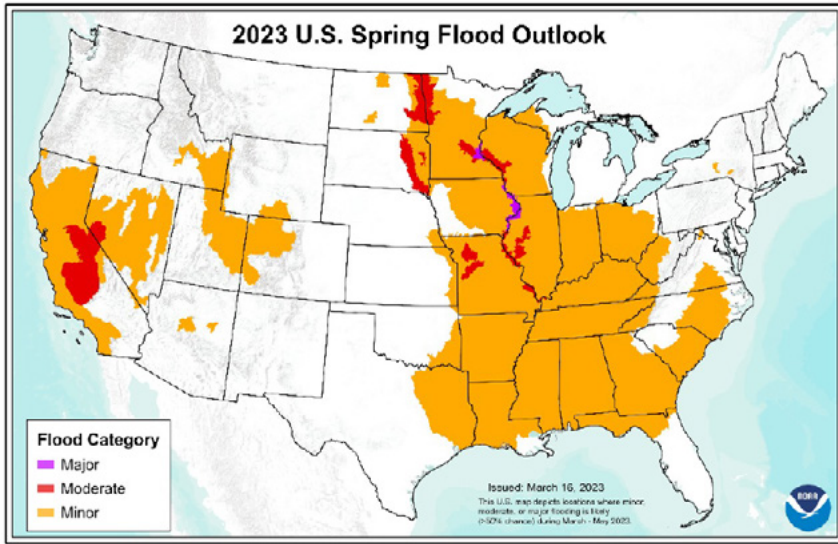 2023 U.S. Spring Flood Outlook
Flood Category
Major
Moderate
Minor
Issued: March 16, 2023
This U.S. map depicts locations where minor,
moderate, or major flooding is likely
(>50% chance) during March - May 2023.
NOAA